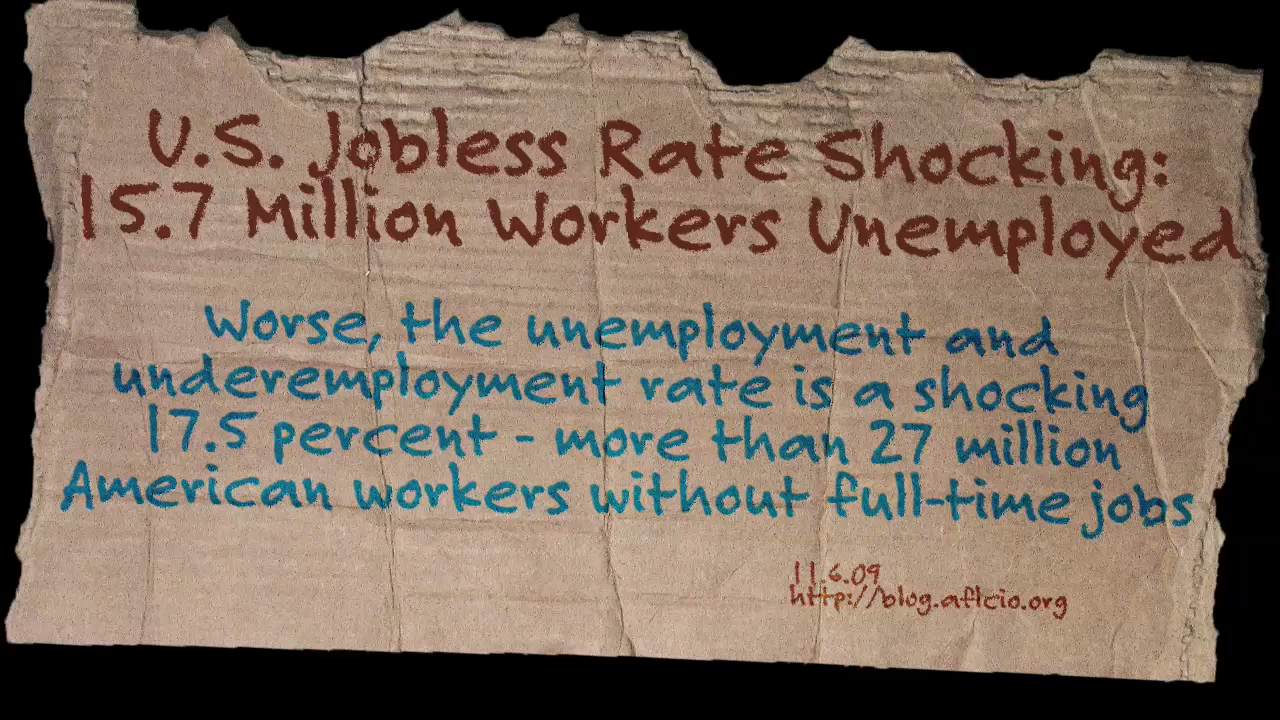 U.S. Jobless Rate Shocking:
15.7 Million Workers Unemployed
Worse, the unemployment and
underemployment rate is a shocking
17.5 percent - more than 27 million
American workers without full-time jobs
11.6.09
http://blog.aflcio.org